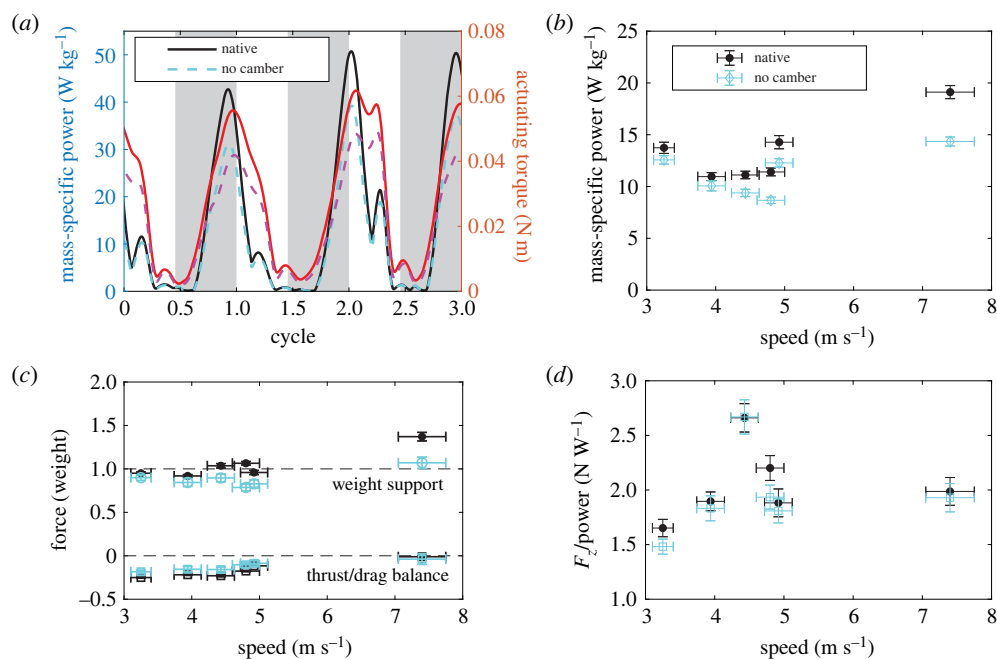 (a)
native
no camber
mass-specific power (W kg⁻¹)
50
40
30
20
10
0
0.08
0.06
0.04
0.02
0
actuating torque (N m)
0 0.5 1.0 1.5 2.0 2.5 3.0
cycle
(b)
native
no camber
mass-specific power (W kg⁻¹)
25
20
15
10
5
0
3 4 5 6 7 8
speed (m s⁻¹)
(c)
force (weight)
2.0
1.5
1.0
0.5
0
−0.5
weight support
thrust/drag balance
3 4 5 6 7 8
speed (m s⁻¹)
(d)
F_z/power (N W⁻¹)
3.0
2.5
2.0
1.5
1.0
3 4 5 6 7 8
speed (m s⁻¹)